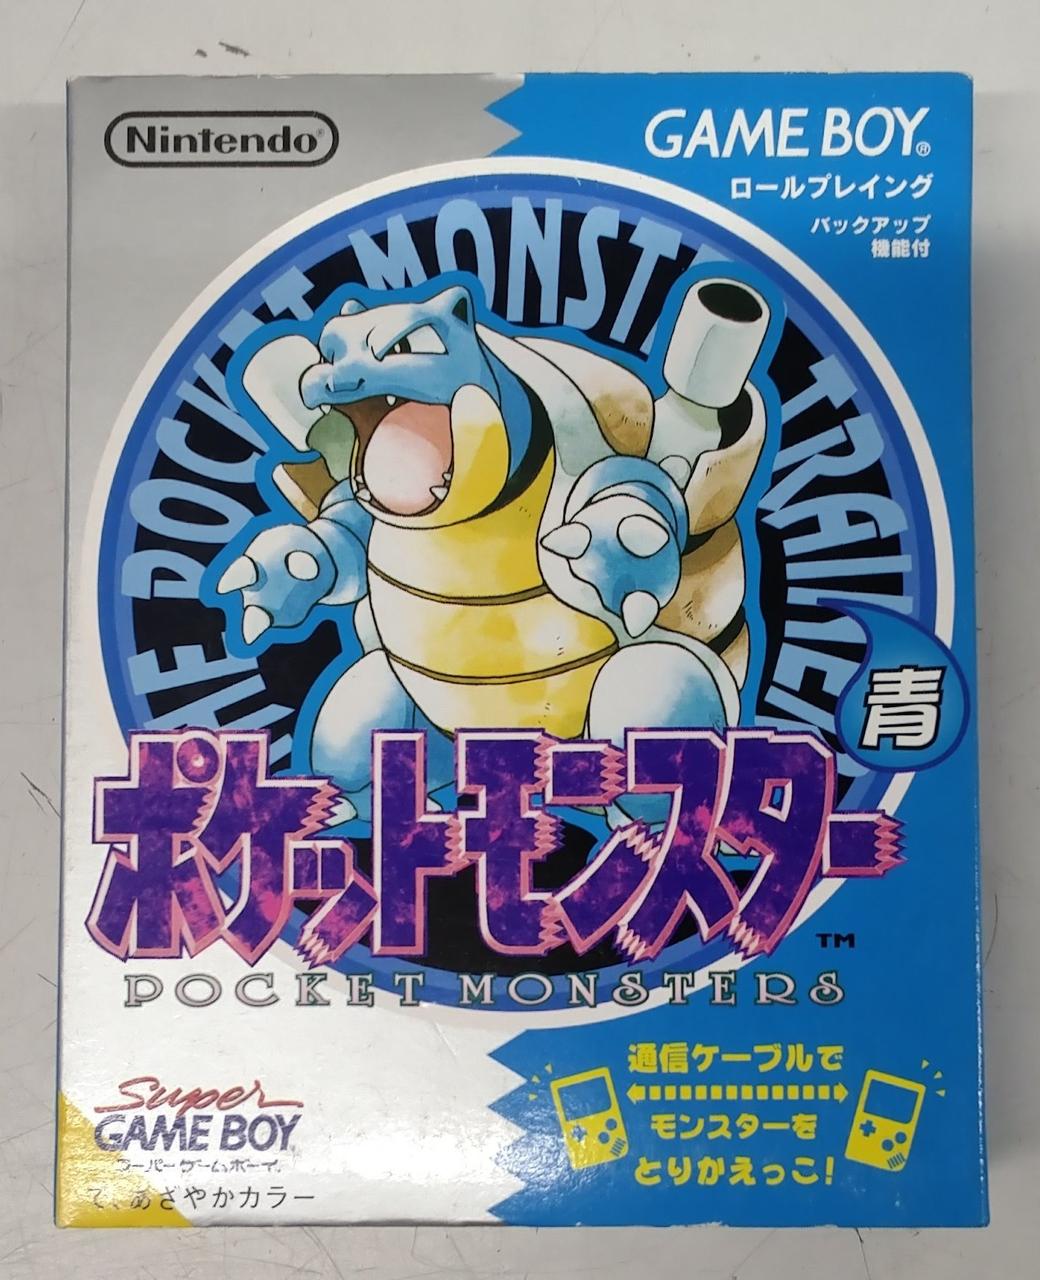 Nintendo®
GAME BOY®
ロールプレイング
バックアップ
機能付
POCKET MONSTERS TRAINER
青
ポケットモンスター
TM
POCKET MONSTERS
通信ケーブルで
モンスターを
とりかえっこ!
Super
GAME BOY
スーパーゲームボーイ
で、あざやかカラー